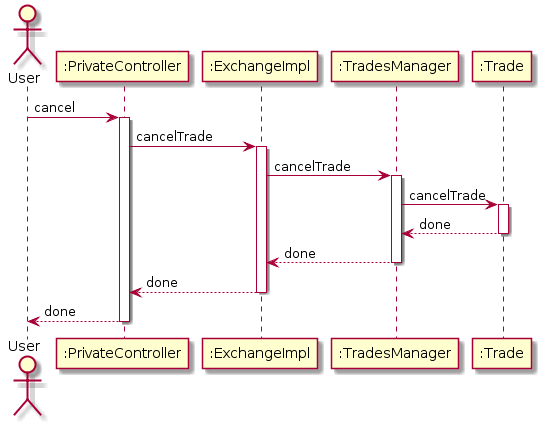 User
:PrivateController
:ExchangeImpl
:TradesManager
:Trade
cancel
cancelTrade
cancelTrade
cancelTrade
done
done
done
done
User
:PrivateController
:ExchangeImpl
:TradesManager
:Trade